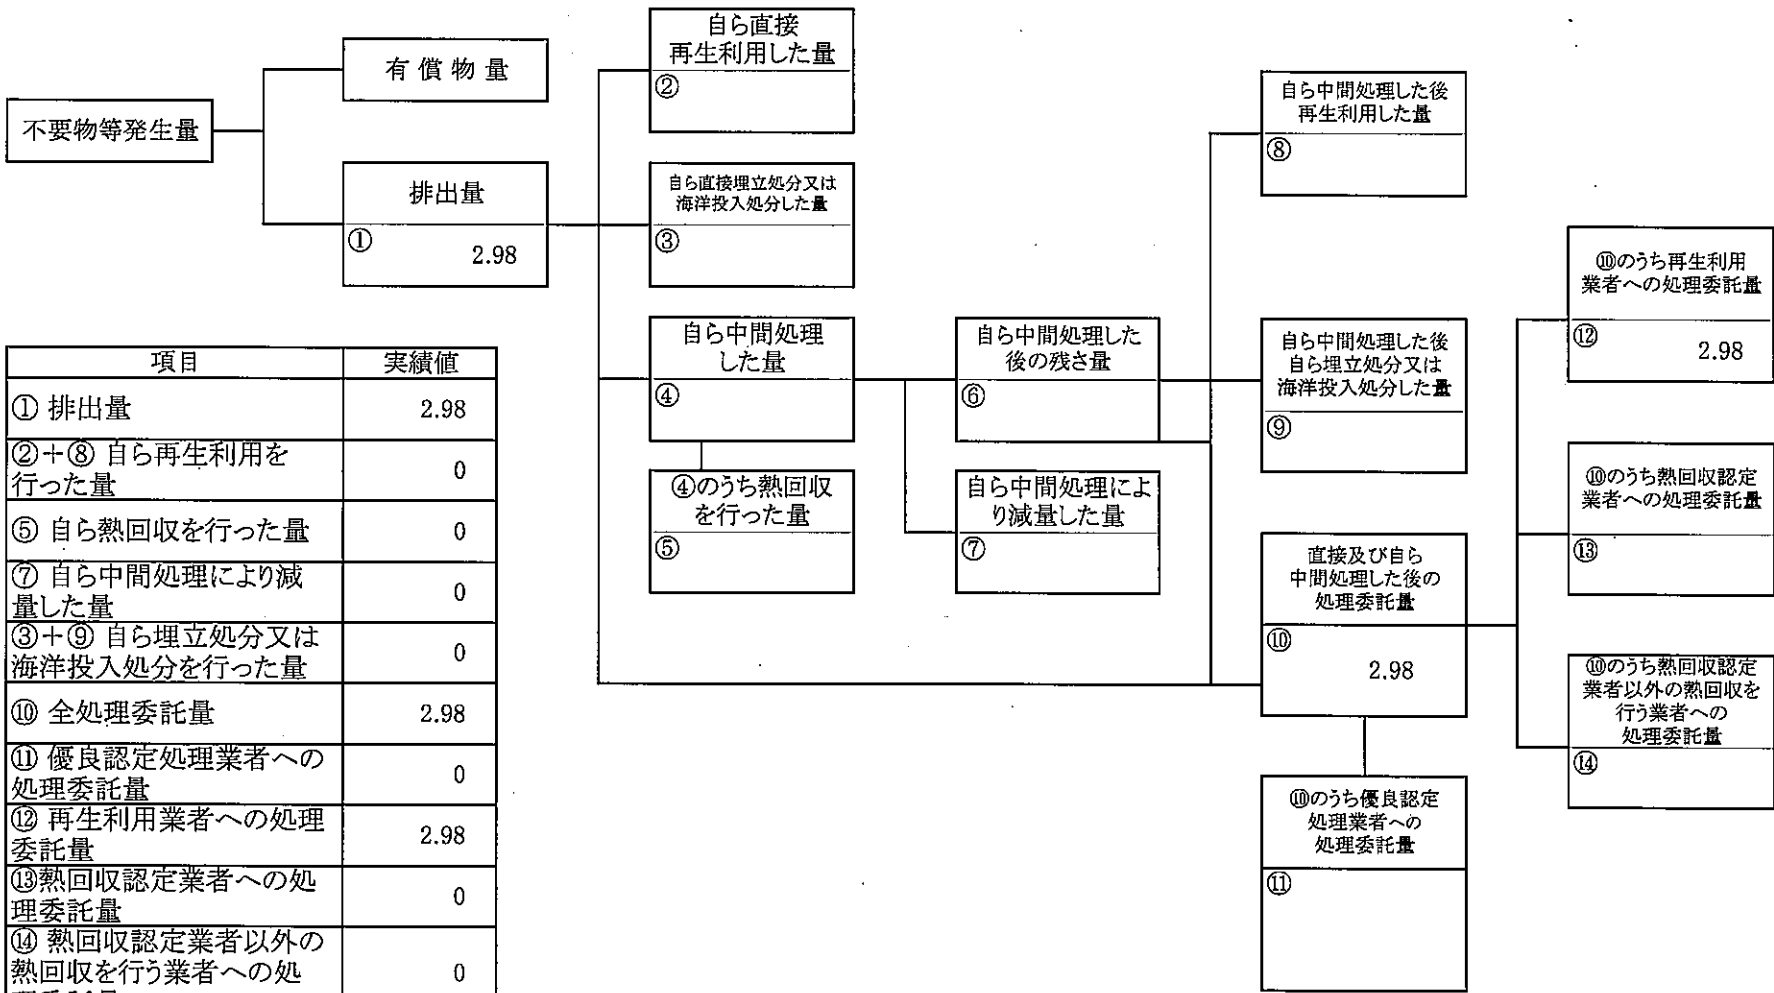 不要物等発生量
有償物量
排出量
① 2.98
自ら直接
再生利用した量
②
自ら直接埋立処分又は
海洋投入処分した量
③
自ら中間処理
した量
④
④のうち熱回収
を行った量
⑤
自ら中間処理した
後の残さ量
⑥
自ら中間処理によ
り減量した量
⑦
自ら中間処理した後
再生利用した量
⑧
自ら中間処理した後
自ら埋立処分又は
海洋投入処分した量
⑨
直接及び自ら
中間処理した後の
処理委託量
⑩
2.98
⑩のうち優良認定
処理業者への
処理委託量
⑪
⑩のうち再生利用
業者への処理委託量
⑫ 2.98
⑩のうち熱回収認定
業者への処理委託量
⑬
⑩のうち熱回収認定
業者以外の熱回収を
行う業者への
処理委託量
⑭
項目 実績値
① 排出量 2.98
②+⑧ 自ら再生利用を
行った量 0
⑤ 自ら熱回収を行った量 0
⑦ 自ら中間処理により減
量した量 0
③+⑨ 自ら埋立処分又は
海洋投入処分を行った量 0
⑩ 全処理委託量 2.98
⑪ 優良認定処理業者への
処理委託量 0
⑫ 再生利用業者への処理
委託量 2.98
⑬熱回収認定業者への処
理委託量 0
⑭ 熱回収認定業者以外の
熱回収を行う業者への処 0